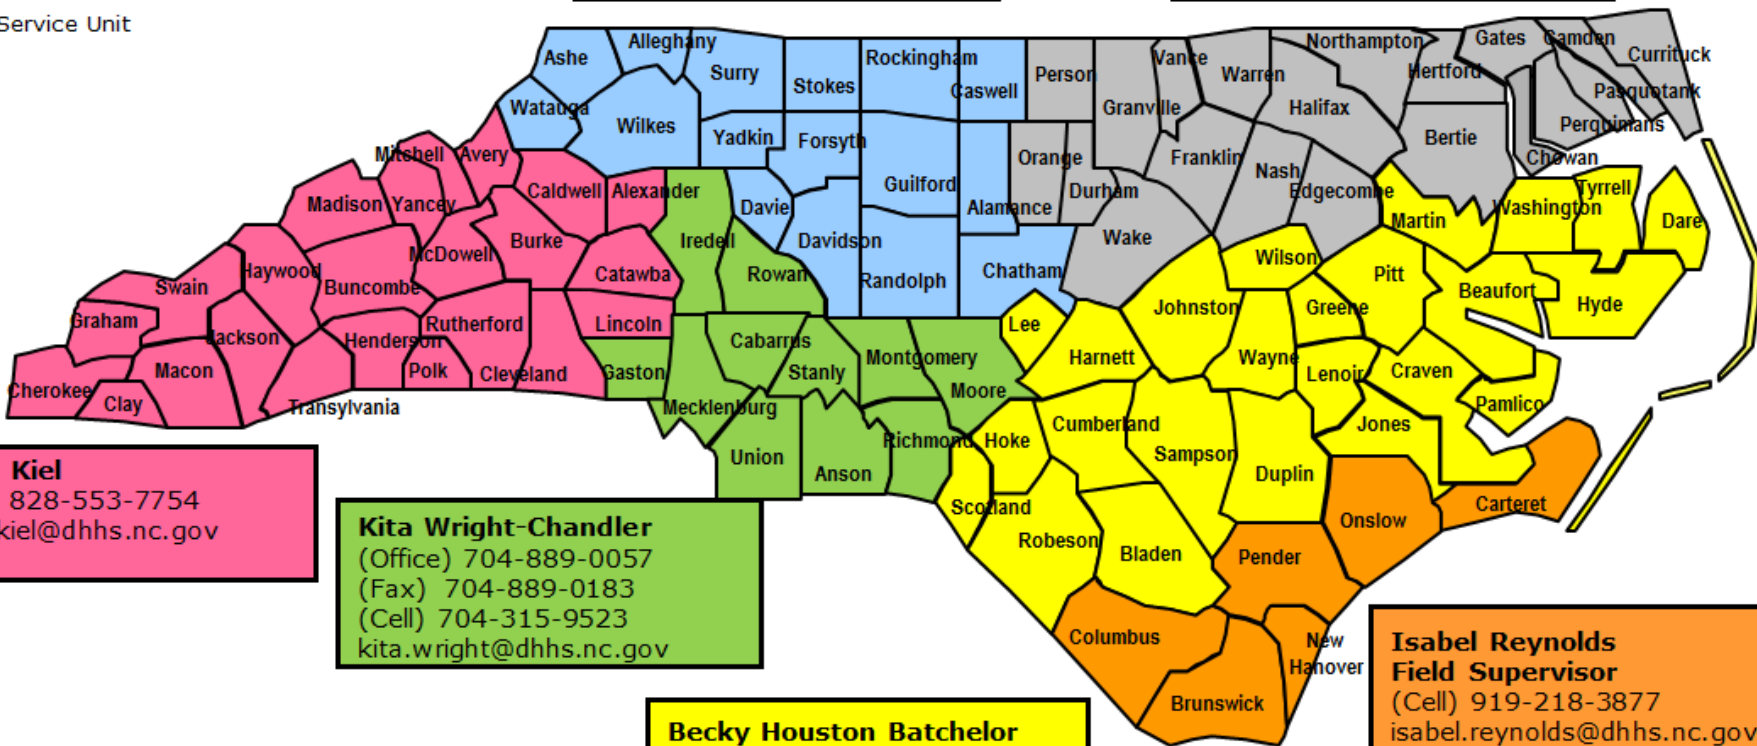 Service Unit
Ashe
Alleghany
Surry
Stokes
Rockingham
Caswell
Person
Granville
Vance
Warren
Northampton
Halifax
Hertford
Gates
Camden
Currituck
Pasquotank
Perquimans
Chowan
Bertie
Watauga
Wilkes
Yadkin
Forsyth
Guilford
Alamance
Orange
Durham
Franklin
Nash
Edgecombe
Martin
Washington
Tyrrell
Dare
Mitchell
Avery
Caldwell
Alexander
Davie
Davidson
Randolph
Chatham
Wake
Wilson
Pitt
Beaufort
Hyde
Madison
Yancey
McDowell
Burke
Catawba
Iredell
Rowan
Swain
Haywood
Buncombe
Graham
Jackson
Henderson
Rutherford
Lincoln
Cabarrus
Stanly
Montgomery
Moore
Lee
Harnett
Johnston
Wayne
Greene
Lenoir
Craven
Pamlico
Cherokee
Clay
Macon
Transylvania
Polk
Cleveland
Gaston
Mecklenburg
Union
Anson
Richmond
Hoke
Scotland
Cumberland
Sampson
Duplin
Jones
Carteret
Onslow
Robeson
Bladen
Pender
Columbus
Brunswick
New
Hanover
Kiel
828-553-7754
kiel@dhhs.nc.gov
Kita Wright-Chandler
(Office) 704-889-0057
(Fax) 704-889-0183
(Cell) 704-315-9523
kita.wright@dhhs.nc.gov
Becky Houston Batchelor
Isabel Reynolds
Field Supervisor
(Cell) 919-218-3877
isabel.reynolds@dhhs.nc.gov